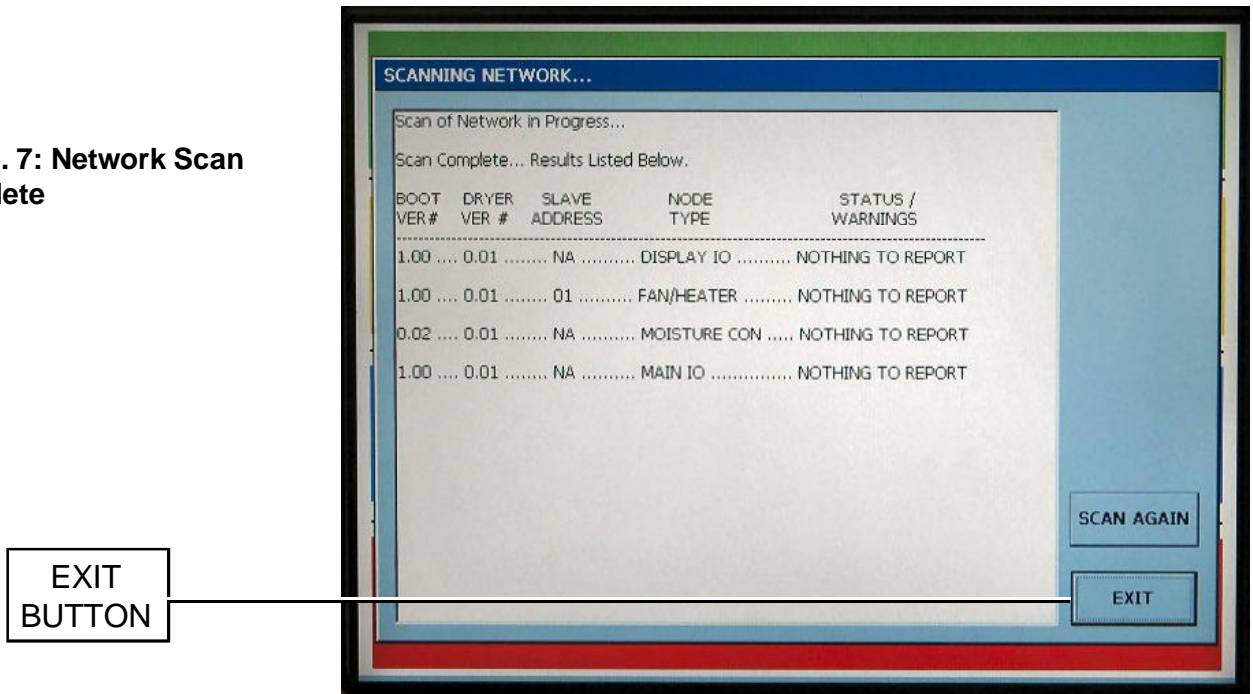 . 7: Network Scan
lete
SCANNING NETWORK...
Scan of Network in Progress...
Scan Complete... Results Listed Below.
BOOT DRYER SLAVE NODE STATUS /
VER # VER # ADDRESS TYPE WARNINGS
--------------------------------------------------
1.00 .... 0.01 ........ NA .......... DISPLAY IO .......... NOTHING TO REPORT
1.00 .... 0.01 ........ 01 .......... FAN/HEATER ......... NOTHING TO REPORT
0.02 .... 0.01 ........ NA .......... MOISTURE CON ..... NOTHING TO REPORT
1.00 .... 0.01 ........ NA .......... MAIN IO ............... NOTHING TO REPORT
SCAN AGAIN
EXIT
EXIT
BUTTON